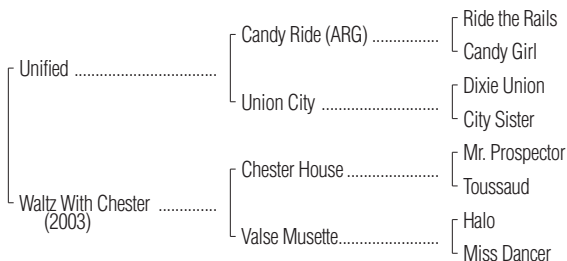 Ride the Rails
Candy Ride (ARG) .................
Candy Girl
Unified ....................................
Dixie Union
Union City ..............................
City Sister
Mr. Prospector
Chester House .......................
Toussaud
Waltz With Chester ...............
(2003)
Halo
Valse Musette.........................
Miss Dancer